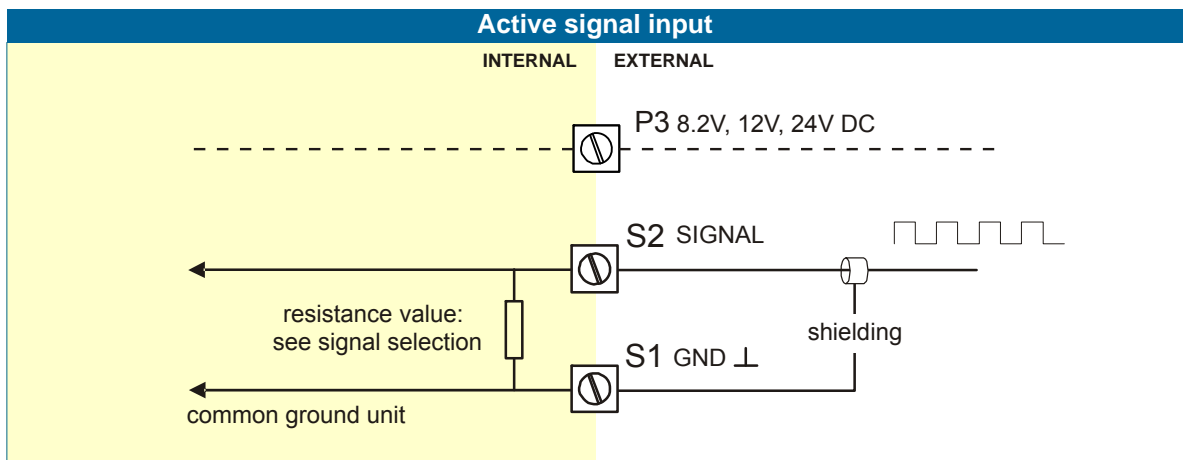 Active signal input
INTERNAL EXTERNAL
P3 8.2V, 12V, 24V DC
S2 SIGNAL
resistance value:
see signal selection
shielding
S1 GND
common ground unit